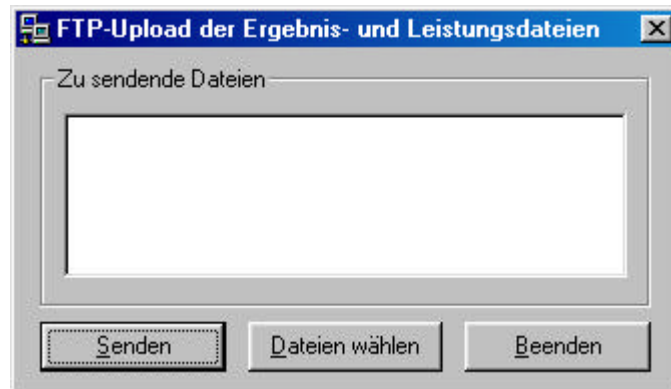 FTP-Upload der Ergebnis- und Leistungsdateien
Zu sendende Dateien
Senden Dateien wählen Beenden